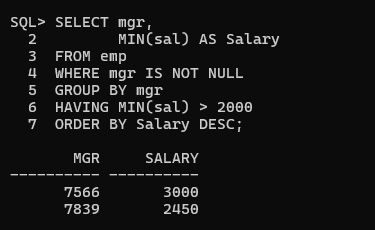 SQL> SELECT mgr,
  2         MIN(sal) AS Salary
  3  FROM emp
  4  WHERE mgr IS NOT NULL
  5  GROUP BY mgr
  6  HAVING MIN(sal) > 2000
  7  ORDER BY Salary DESC;

       MGR     SALARY
---------- ----------
      7566       3000
      7839       2450